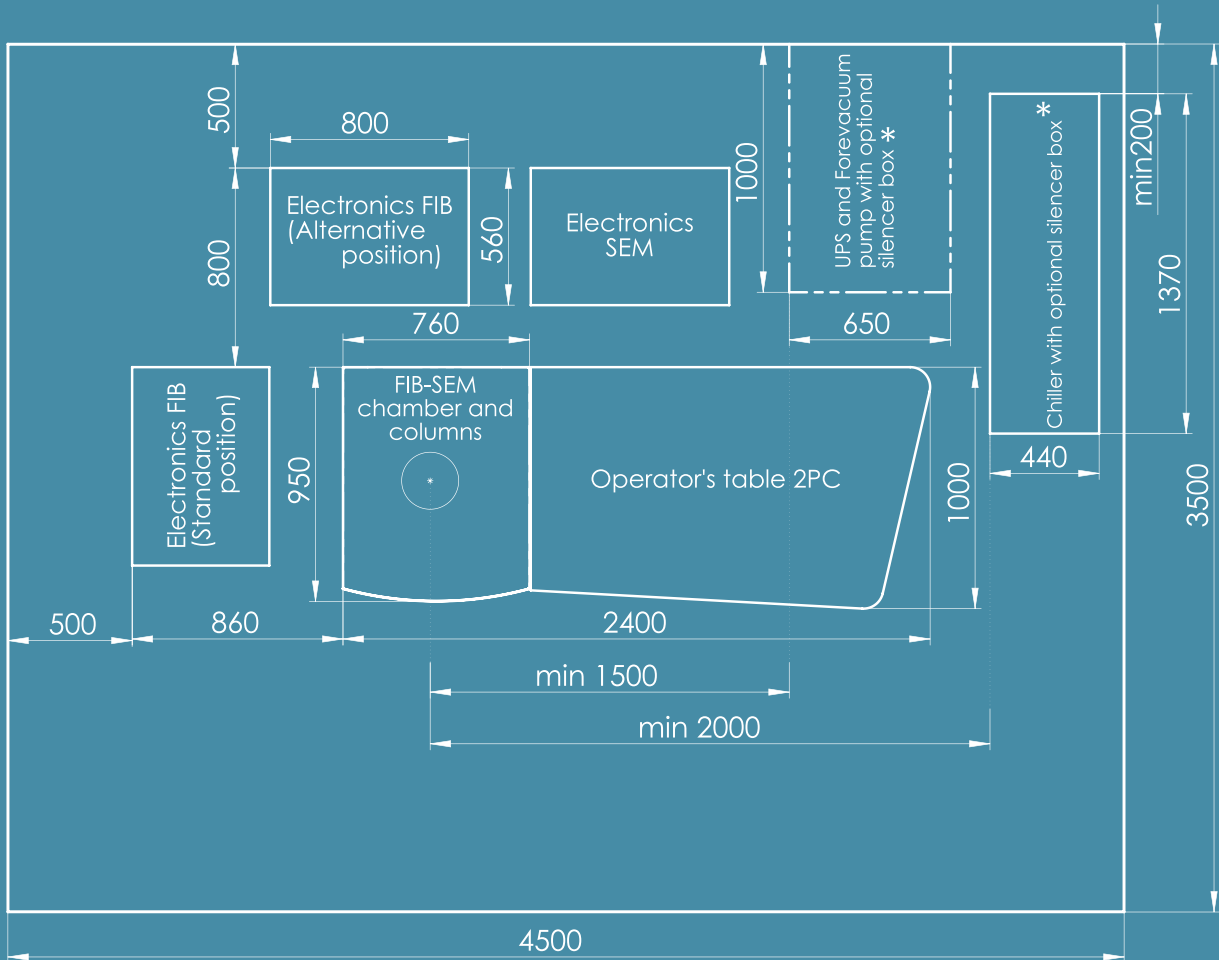 500
800
Electronics FIB
(Alternative
position)
560
Electronics
SEM
1000
UPS and Forevacuum
pump with optional
silencer box *
650
Chiller with optional silencer box *
min200
1370
440
3500
800
760
Electronics FIB
(Standard
position)
950
FIB-SEM
chamber and
columns
Operator's table 2PC
1000
500
860
2400
min 1500
min 2000
4500